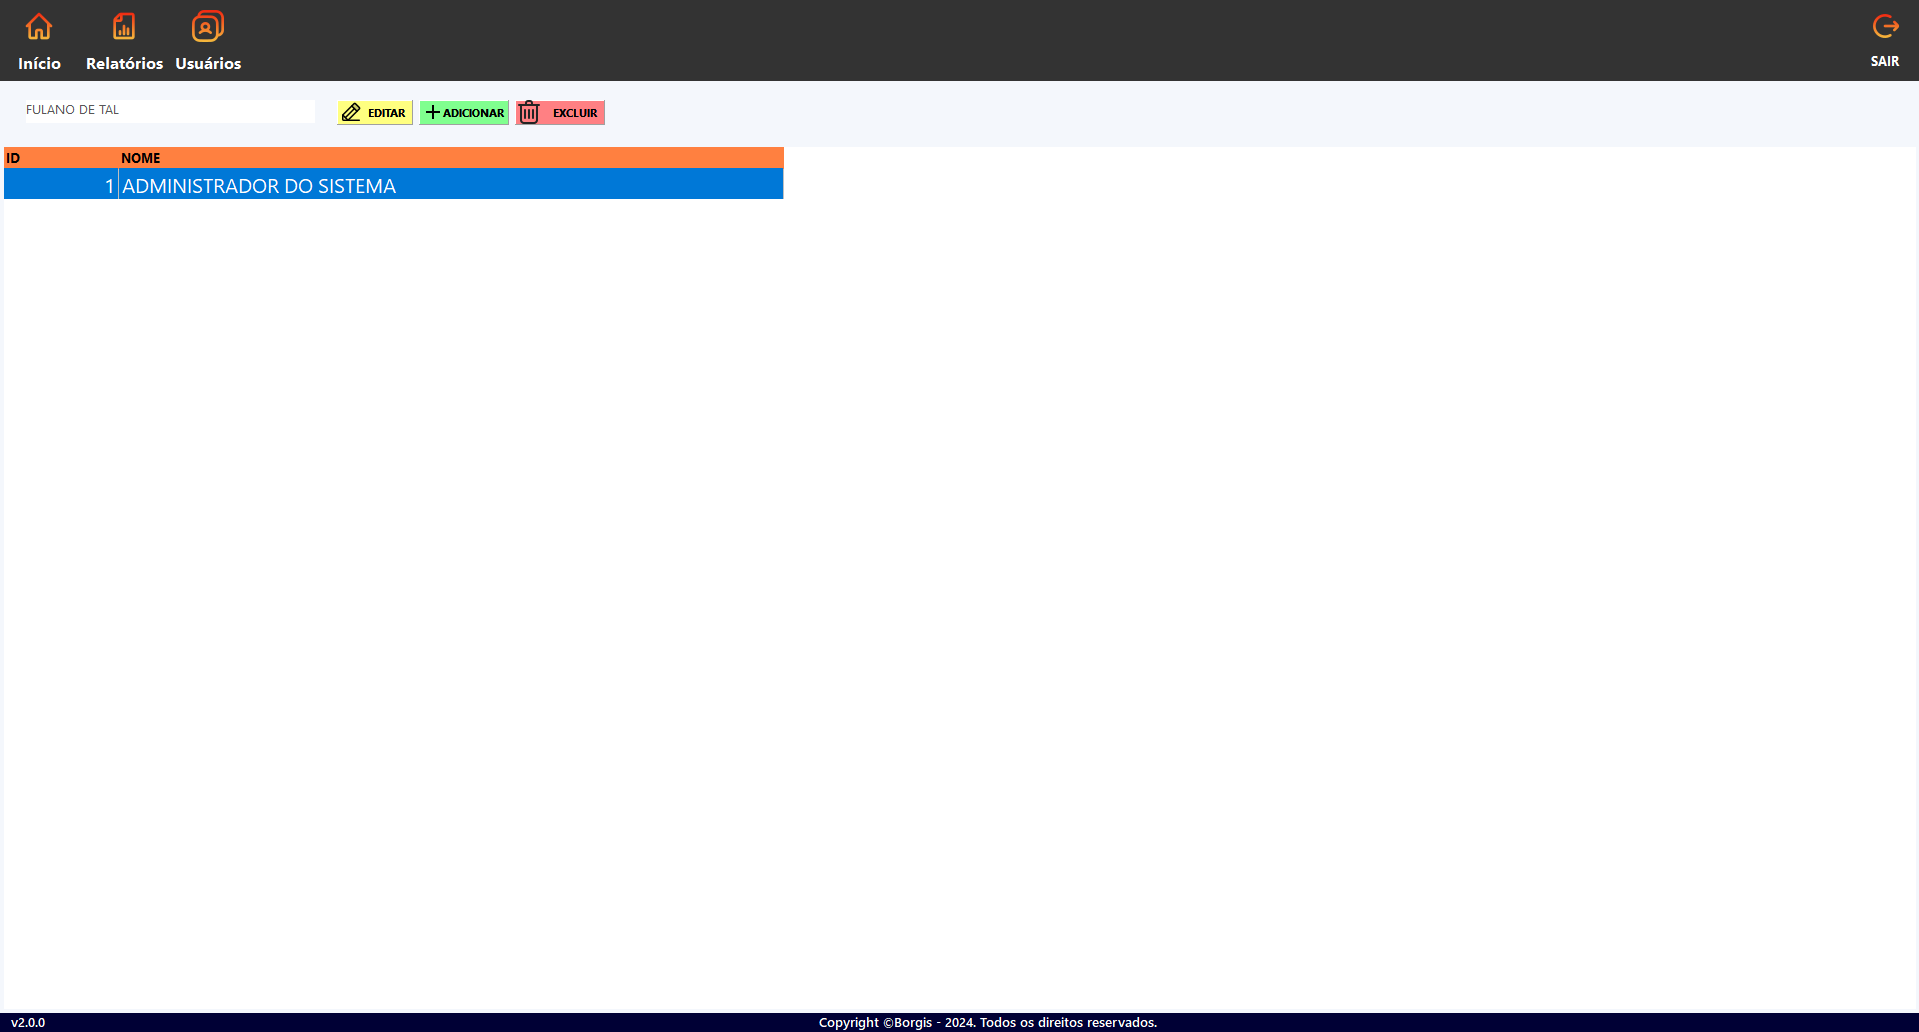 Início Relatórios Usuários SAIR
FULANO DE TAL EDITAR ADICIONAR EXCLUIR
ID NOME
1 ADMINISTRADOR DO SISTEMA
v2.0.0 Copyright ©Borgis - 2024. Todos os direitos reservados.